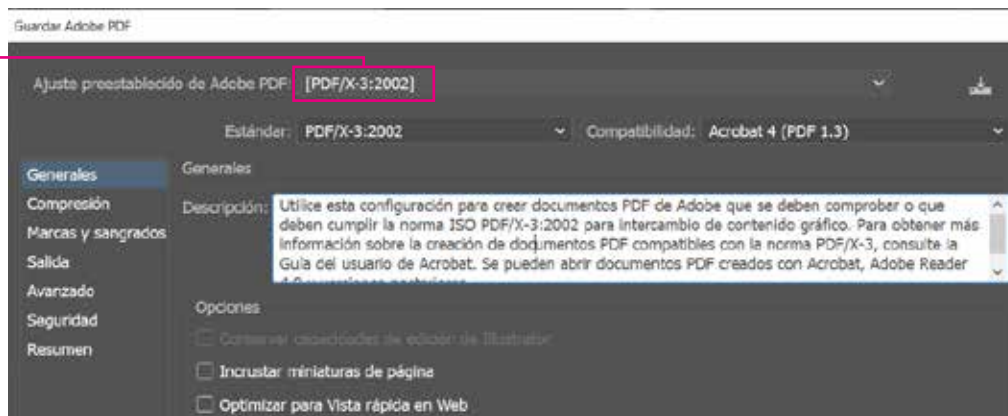 Guardar Adobe PDF
Ajuste preestablecido de Adobe PDF: [PDF/X-3:2002]
Estándar: PDF/X-3:2002 Compatibilidad: Acrobat 4 (PDF 1.3)
Generales
Compresión
Marcas y sangrados
Salida
Avanzado
Seguridad
Resumen
Generales
Descripción: Utilice esta configuración para crear documentos PDF de Adobe que se deben comprobar o que
deben cumplir la norma ISO PDF/X-3:2002 para intercambio de contenido gráfico. Para obtener más
información sobre la creación de documentos PDF compatibles con la norma PDF/X-3, consulte la
Guía del usuario de Acrobat. Se pueden abrir documentos PDF creados con Acrobat, Adobe Reader
Opciones
Conservar capacidades de edición de Illustrator
Incrustar miniaturas de página
Optimizar para Vista rápida en Web